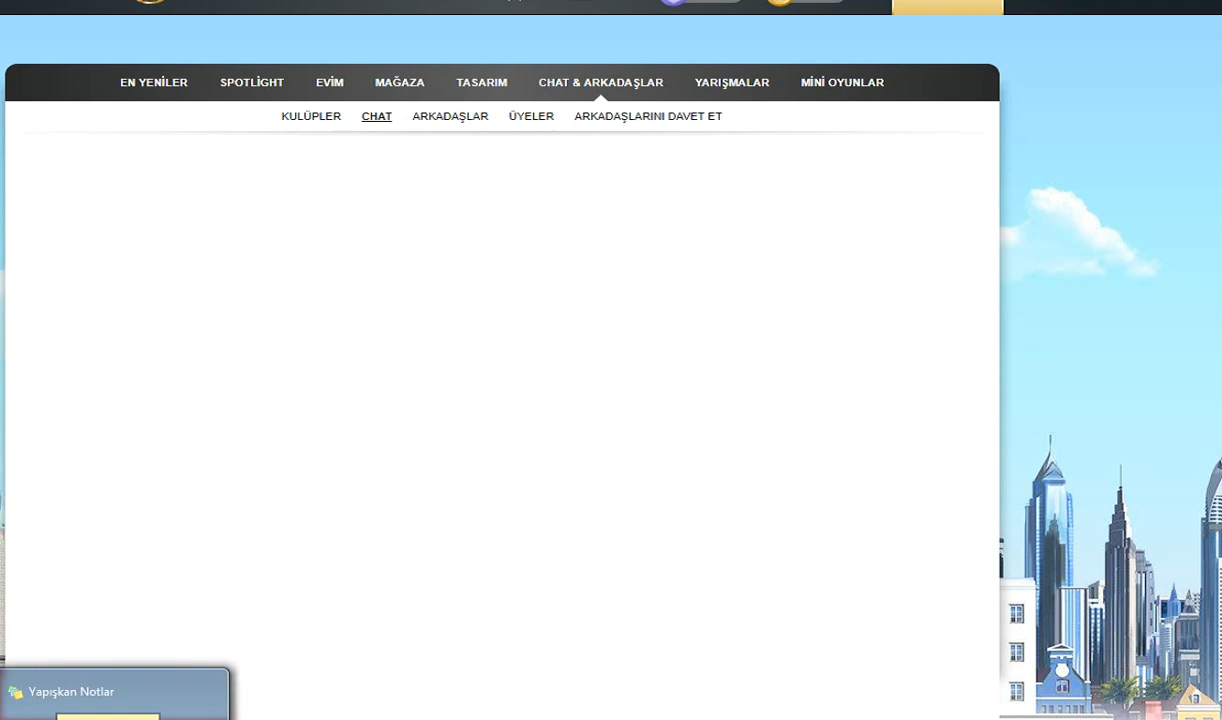 EN YENİLER SPOTLİGHT EVİM MAĞAZA TASARIM CHAT & ARKADAŞLAR YARIŞMALAR MİNİ OYUNLAR
KULÜPLER CHAT ARKADAŞLAR ÜYELER ARKADAŞLARINI DAVET ET
Yapışkan Notlar